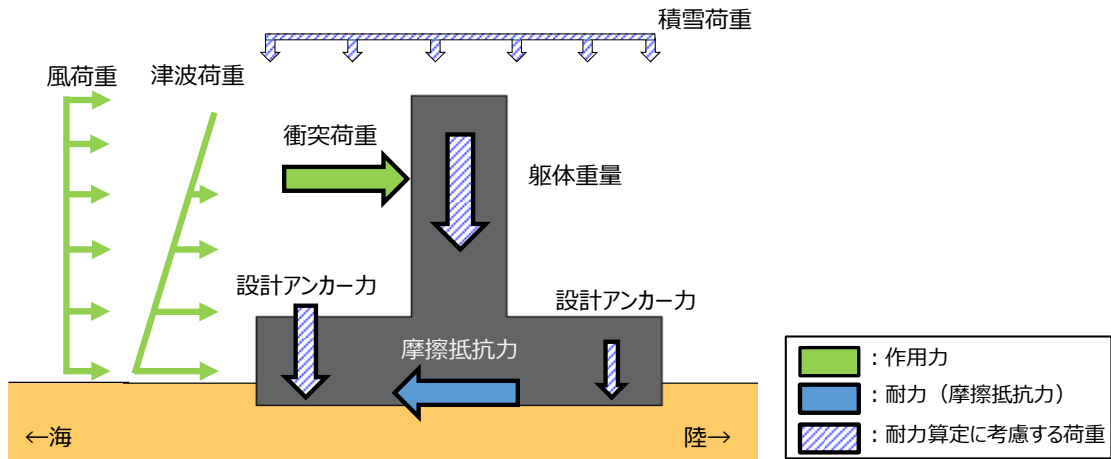 積雪荷重
風荷重
津波荷重
衝突荷重
躯体重量
設計アンカー力
設計アンカー力
摩擦抵抗力
：作用力
：耐力（摩擦抵抗力）
：耐力算定に考慮する荷重
←海
陸→